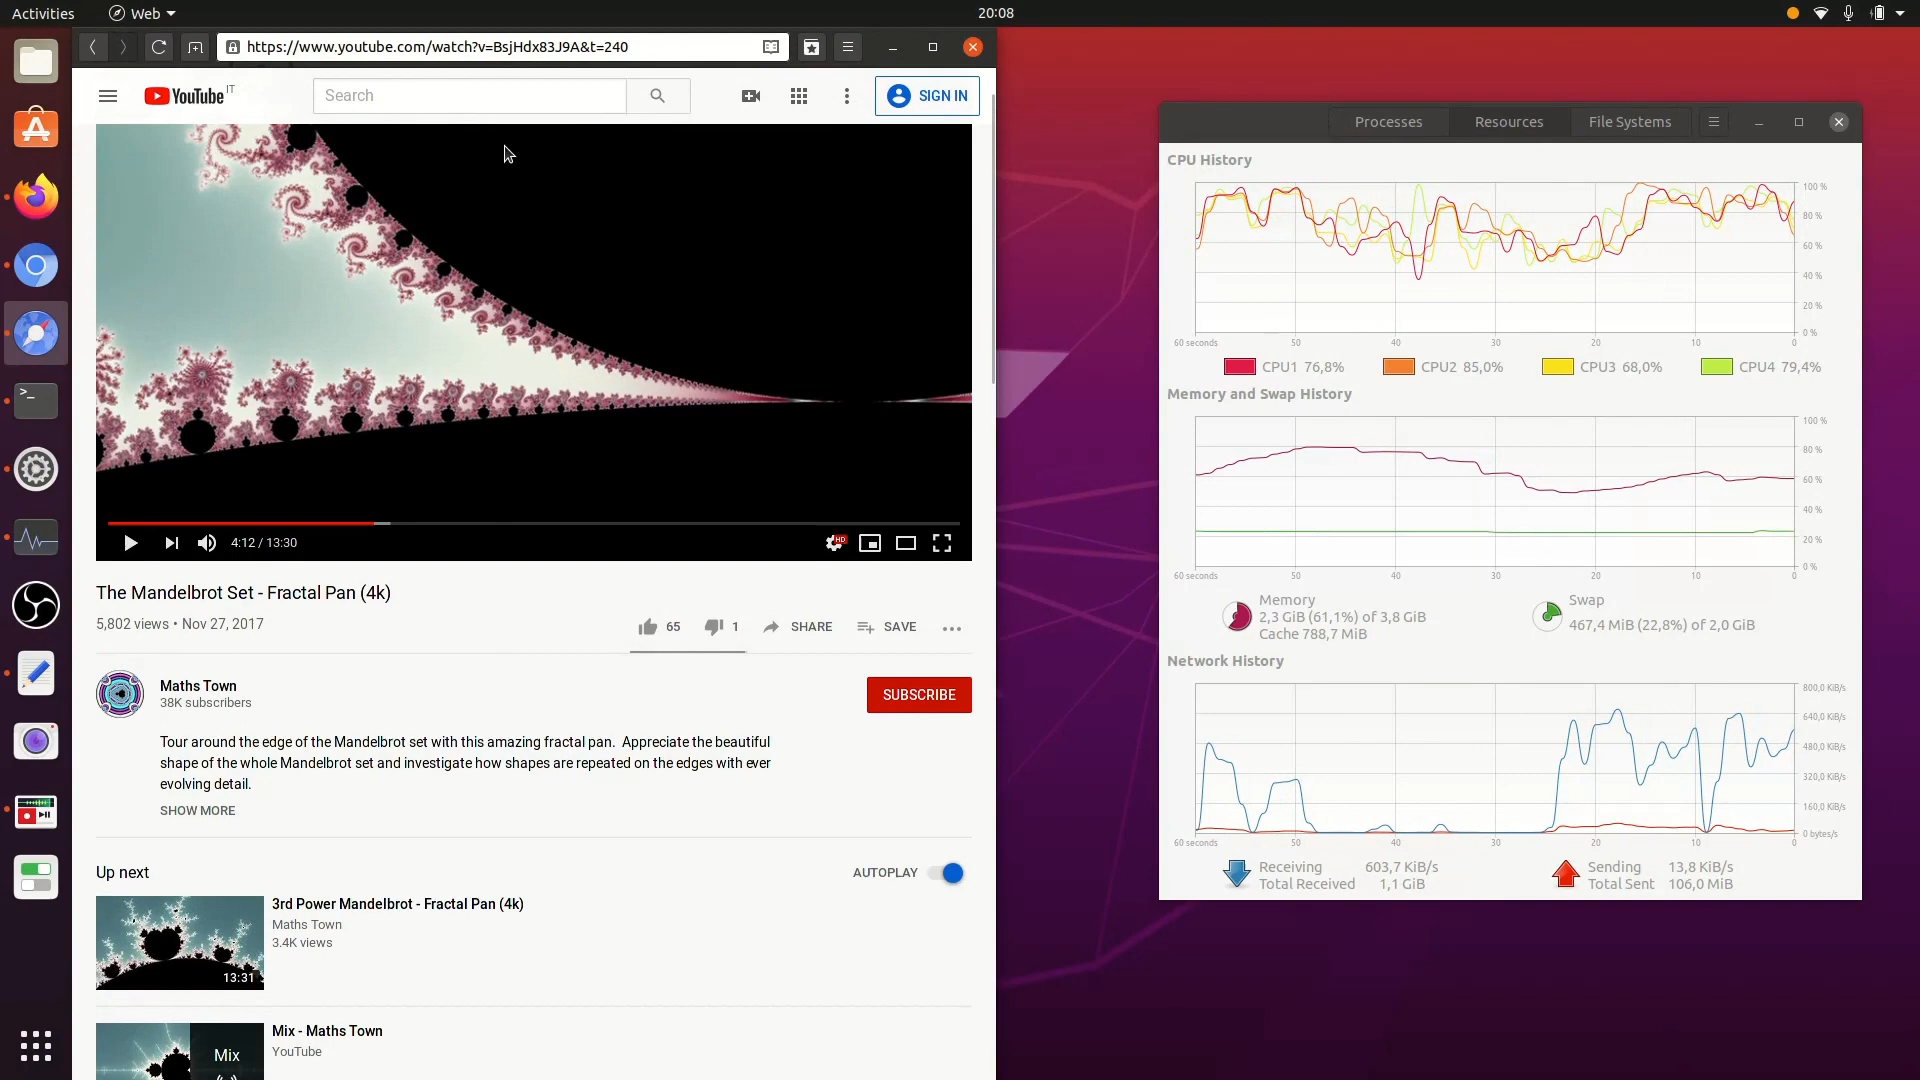 Activities
Web
20:08
https://www.youtube.com/watch?v=BsjHdx83J9A&t=240
YouTube IT
Search
SIGN IN
4:12 / 13:30
HD
The Mandelbrot Set - Fractal Pan (4k)
5,802 views • Nov 27, 2017
65
1
SHARE
SAVE
Maths Town
38K subscribers
SUBSCRIBE
Tour around the edge of the Mandelbrot set with this amazing fractal pan. Appreciate the beautiful
shape of the whole Mandelbrot set and investigate how shapes are repeated on the edges with ever
evolving detail.
SHOW MORE
Up next
AUTOPLAY
3rd Power Mandelbrot - Fractal Pan (4k)
Maths Town
3.4K views
13:31
Mix - Maths Town
YouTube
Mix
Processes
Resources
File Systems
CPU History
100 %
80 %
60 %
40 %
20 %
0 %
60 seconds 50 40 30 20 10 0
CPU1 76,8% CPU2 85,0% CPU3 68,0% CPU4 79,4%
Memory and Swap History
100 %
80 %
60 %
40 %
20 %
0 %
60 seconds 50 40 30 20 10 0
Memory
2,3 GiB (61,1%) of 3,8 GiB
Cache 788,7 MiB
Swap
467,4 MiB (22,8%) of 2,0 GiB
Network History
800,0 KiB/s
640,0 KiB/s
480,0 KiB/s
320,0 KiB/s
160,0 KiB/s
0 bytes/s
60 seconds 50 40 30 20 10 0
Receiving 603,7 KiB/s
Total Received 1,1 GiB
Sending 13,8 KiB/s
Total Sent 106,0 MiB